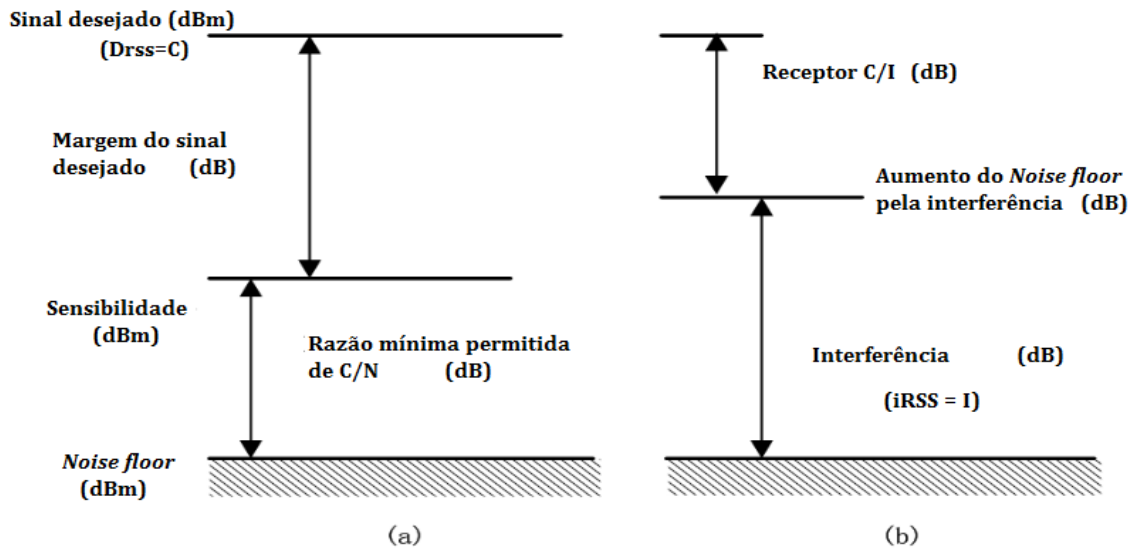 Sinal desejado (dBm)
(Drss=C)
Margem do sinal
desejado (dB)
Sensibilidade
(dBm)
Razão mínima permitida
de C/N (dB)
Noise floor
(dBm)
(a)
Receptor C/I (dB)
Aumento do Noise floor
pela interferência (dB)
Interferência (dB)
(iRSS = I)
(b)